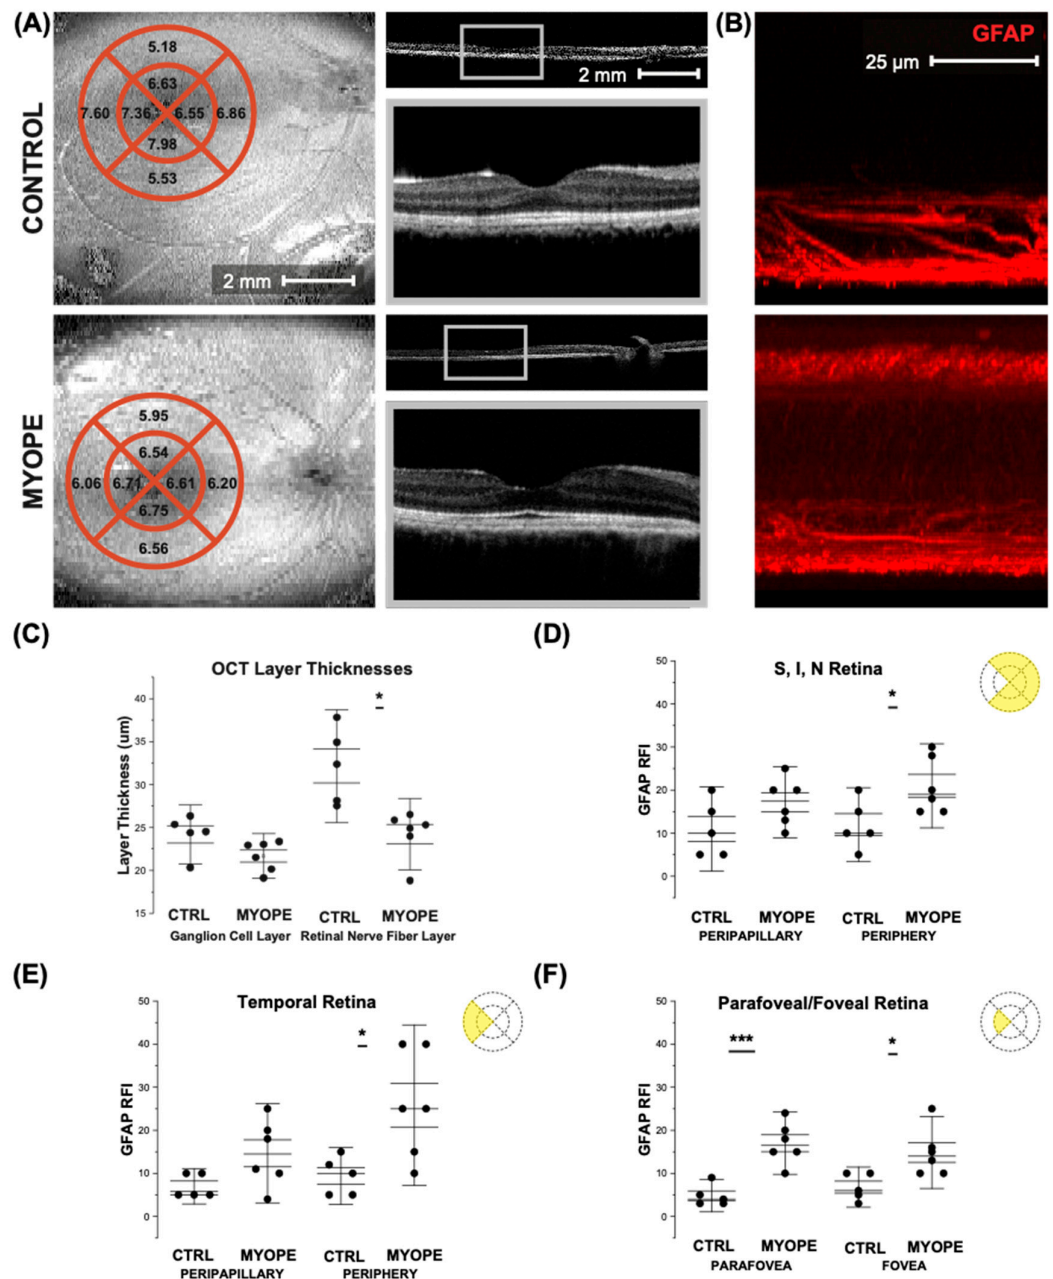 (A)
CONTROL
5.18
6.63
7.60 7.36 6.55 6.86
7.98
5.53
2 mm
2 mm
(B)
GFAP
25 µm
MYOPE
5.95
6.54
6.06 6.71 6.61 6.20
6.75
6.56
(C)
OCT Layer Thicknesses
*
Layer Thickness (um)
40
35
30
25
20
15
CTRL MYOPE CTRL MYOPE
Ganglion Cell Layer Retinal Nerve Fiber Layer
(D)
S, I, N Retina
*
GFAP RFI
50
40
30
20
10
0
CTRL MYOPE CTRL MYOPE
PERIPAPILLARY PERIPHERY
(E)
Temporal Retina
*
GFAP RFI
50
40
30
20
10
0
CTRL MYOPE CTRL MYOPE
PERIPAPILLARY PERIPHERY
(F)
Parafoveal/Foveal Retina
*** *
GFAP RFI
50
40
30
20
10
0
CTRL MYOPE CTRL MYOPE
PARAFOVEA FOVEA